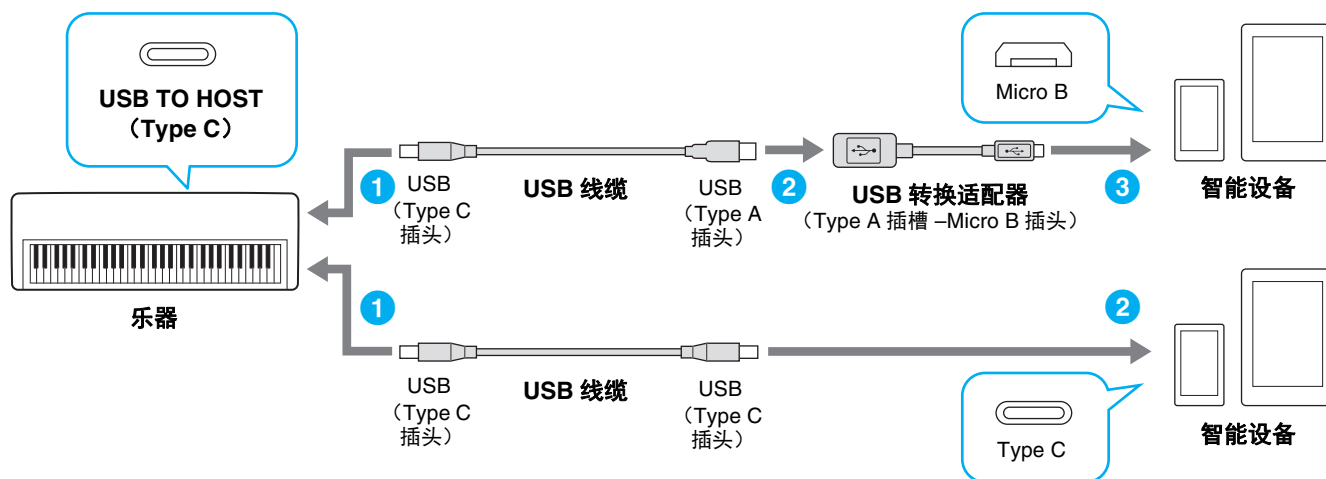 USB TO HOST
（Type C）
乐器
1
USB
（Type C
插头）
USB 线缆
USB
（Type A
插头）
2
USB 转换适配器
（Type A 插槽 –Micro B 插头）
3
Micro B
智能设备
1
USB
（Type C
插头）
USB 线缆
USB
（Type C
插头）
2
Type C
智能设备